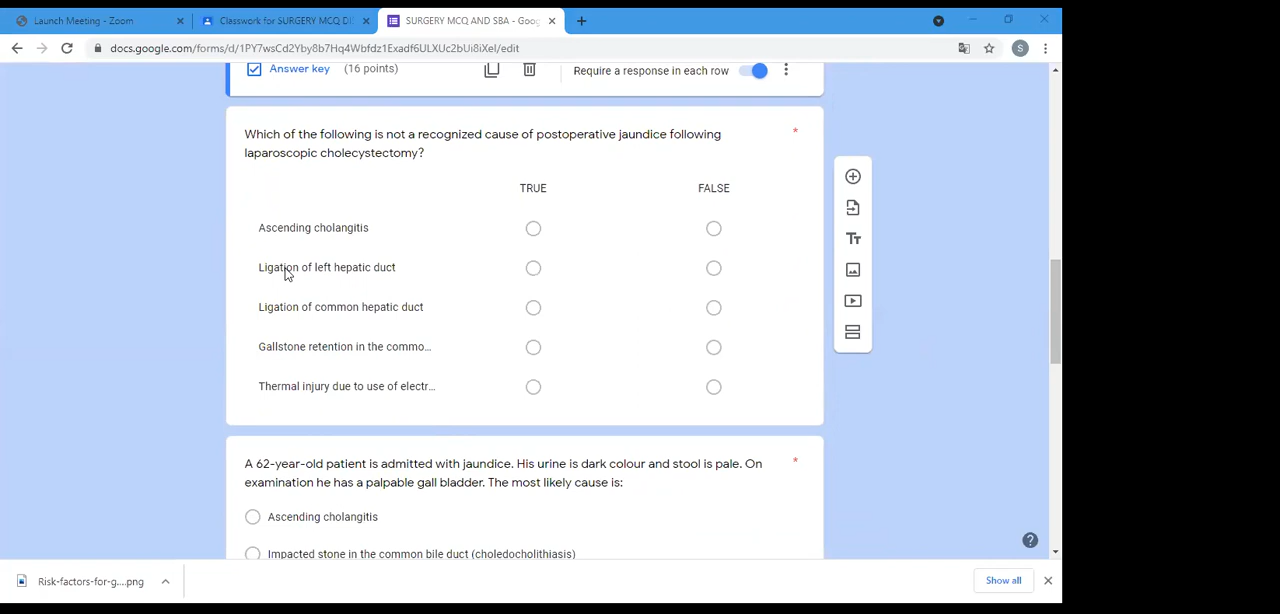 Launch Meeting - Zoom
Classwork for SURGERY MCQ DI
SURGERY MCQ AND SBA - Goog
docs.google.com/forms/d/1PY7wsCd2Yby8b7Hq4Wbfdz1Exadf6ULXUc2bUi8iXel/edit
S
Answer key (16 points)
Require a response in each row
Which of the following is not a recognized cause of postoperative jaundice following
laparoscopic cholecystectomy?
*
TRUE FALSE
Ascending cholangitis
Ligation of left hepatic duct
Ligation of common hepatic duct
Gallstone retention in the commo...
Thermal injury due to use of electr...
Tт
A 62-year-old patient is admitted with jaundice. His urine is dark colour and stool is pale. On
examination he has a palpable gall bladder. The most likely cause is:
*
Ascending cholangitis
Impacted stone in the common bile duct (choledocholithiasis)
Risk-factors-for-g....png
Show all